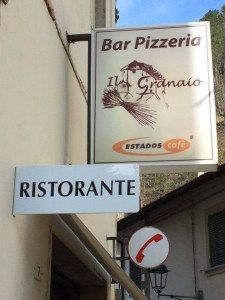 Bar Pizzeria
Il Granaio
ESTADOS café
RISTORANTE